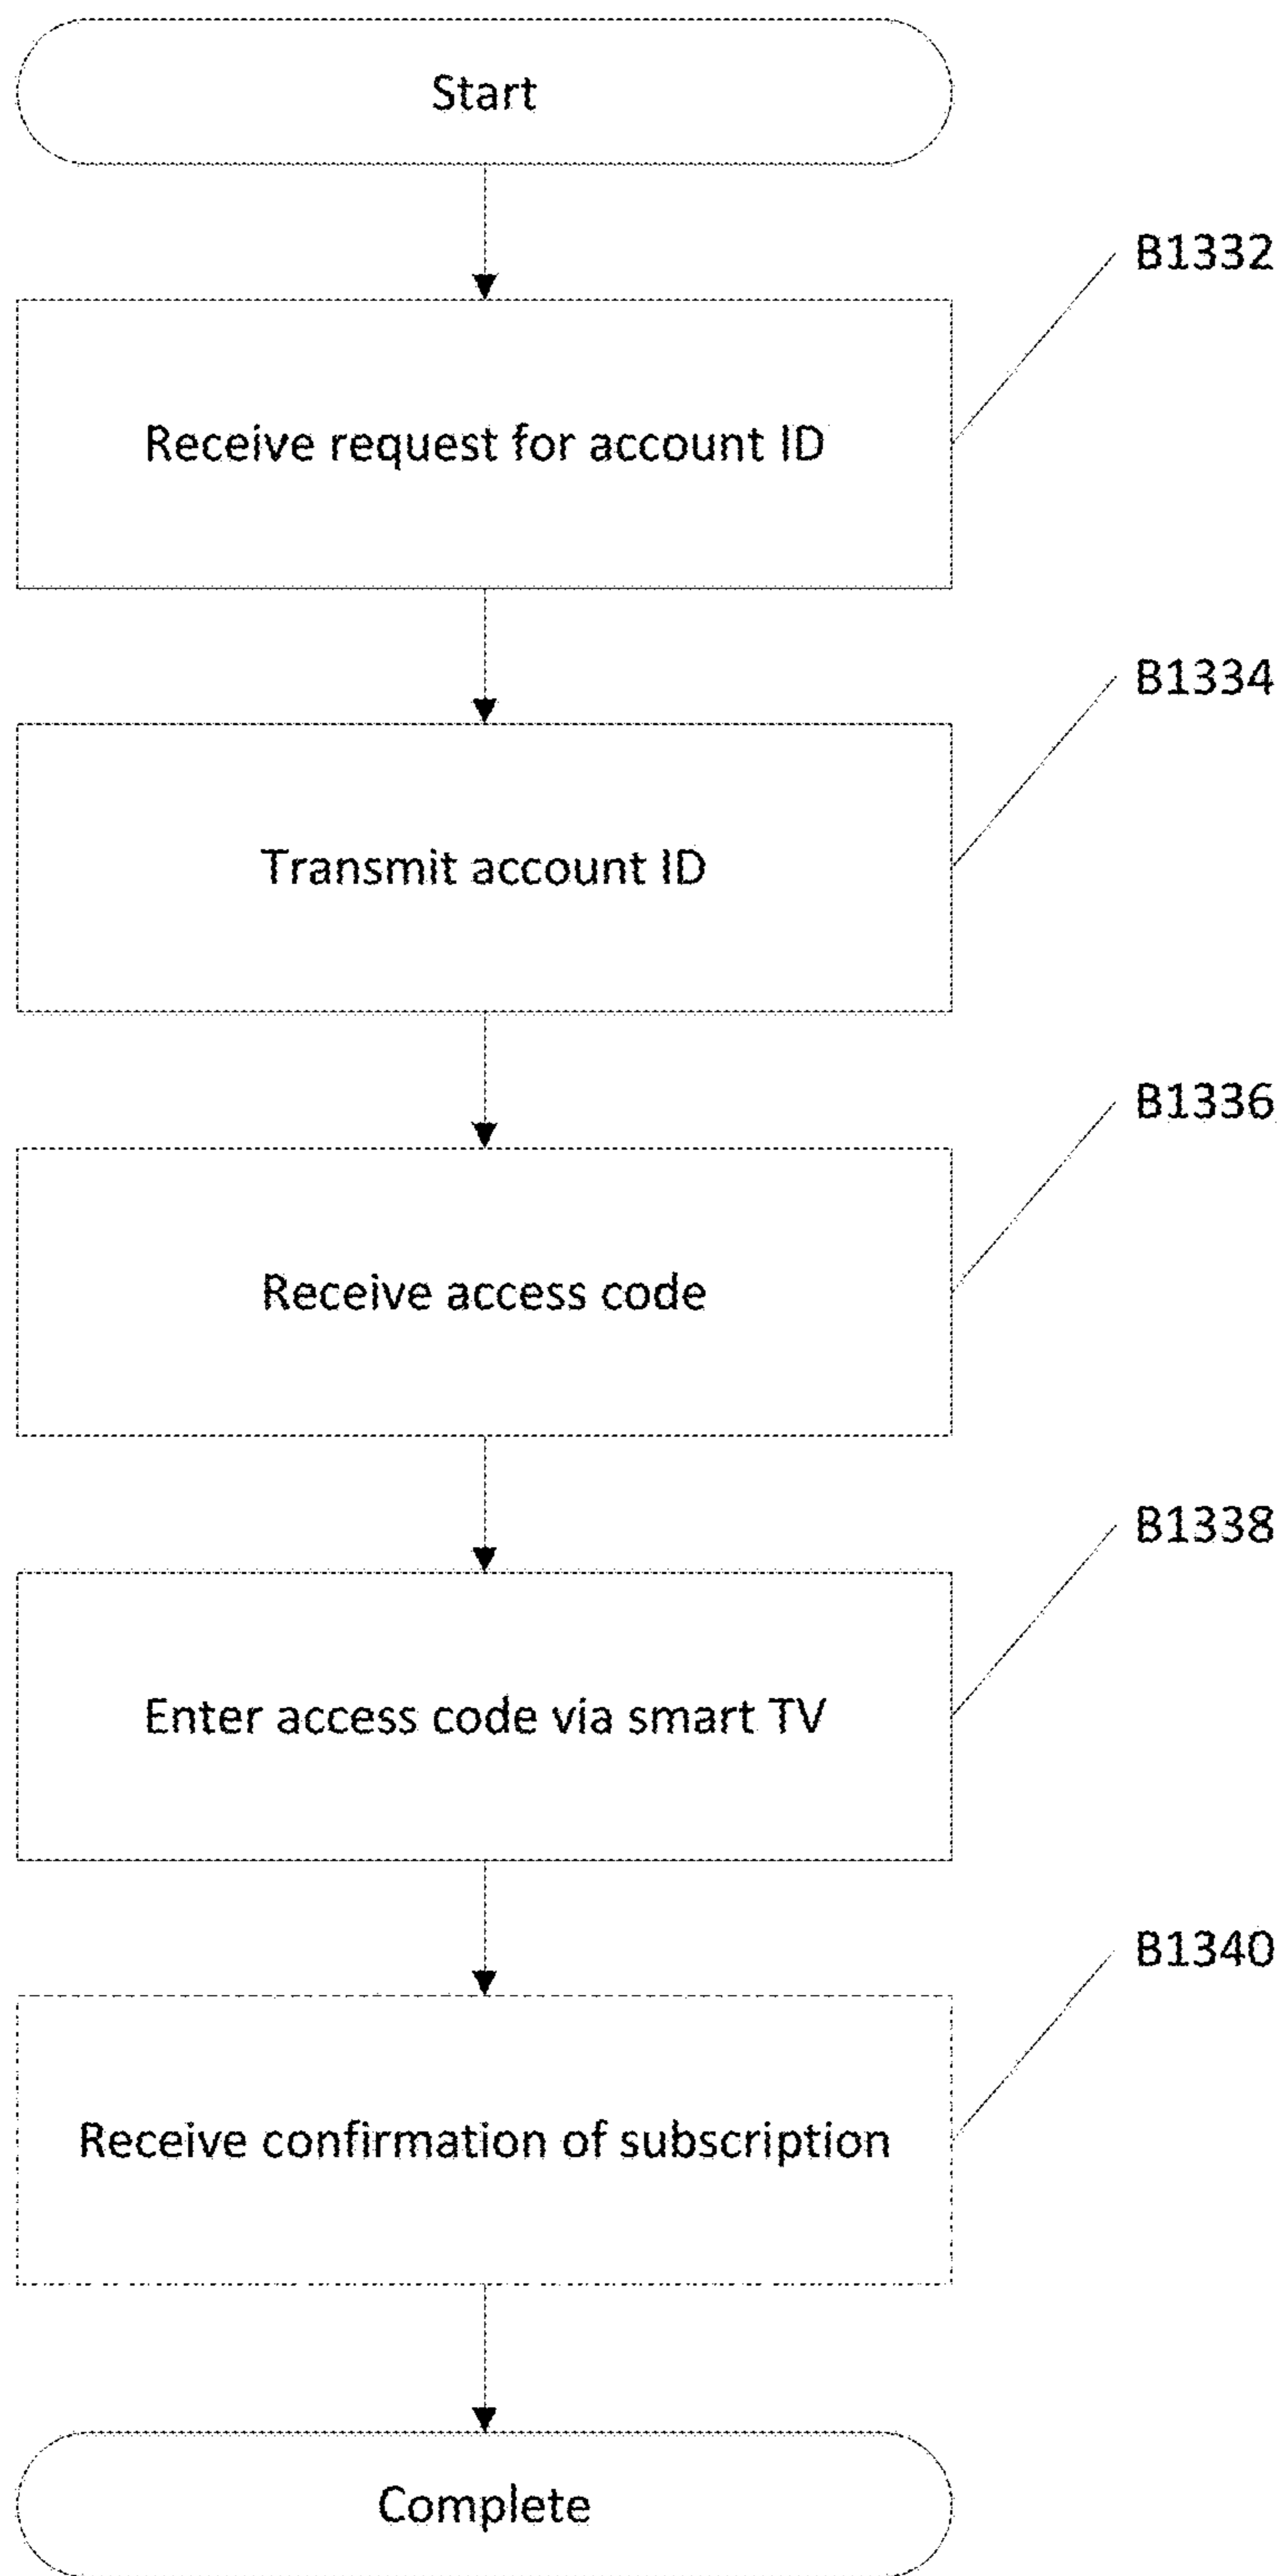 Start
B1332
Receive request for account ID
B1334
Transmit account ID
B1336
Receive access code
B1338
Enter access code via smart TV
B1340
Receive confirmation of subscription
Complete